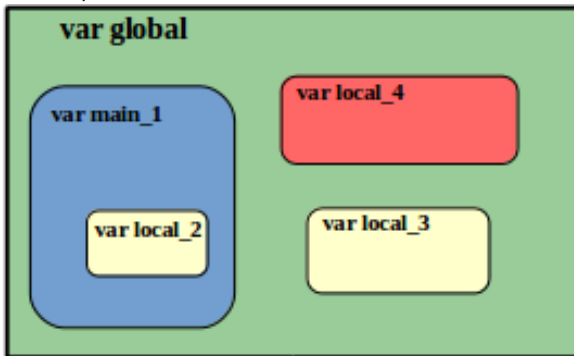 var global
var main_1
var local_4
var local_2
var local_3